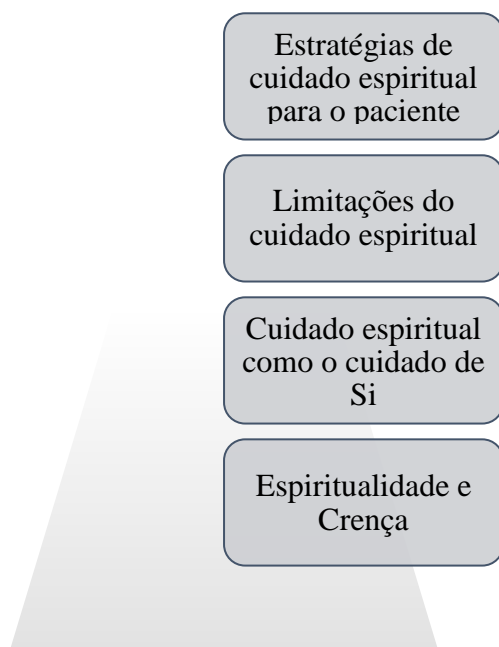 Estratégias de
cuidado espiritual
para o paciente
Limitações do
cuidado espiritual
Cuidado espiritual
como o cuidado de
Si
Espiritualidade e
Crença